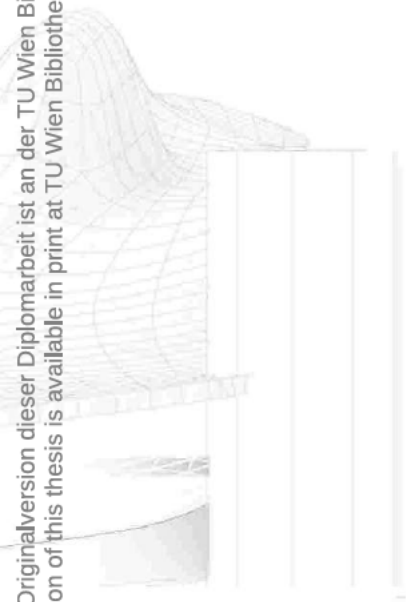 Originalversion dieser Diplomarbeit ist an der TU Wien Bi
on of this thesis is available in print at TU Wien Bibliothe